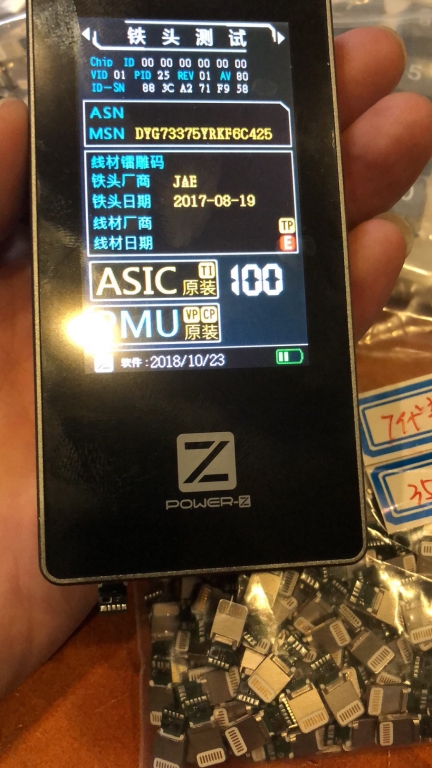 铁头测试
Chip ID 00 00 00 00 00 00
VID 01 PID 25 REV 01 AV 80
ID-SN 88 3C A2 71 F9 58
ASN
MSN DYG73375YRKF6C425
线材镭雕码
铁头厂商 JAE
铁头日期 2017-08-19
线材厂商 TP
线材日期 E
ASIC TI 原装 100
PMU VP CP 原装
Z 软件:2018/10/23
Z
POWER-Z
7代
35